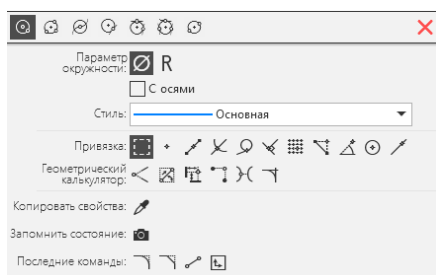 Параметр
окружности: Ø R
С осями
Стиль: Основная
Привязка:
Геометрический
калькулятор:
Копировать свойства:
Запомнить состояние:
Последние команды: